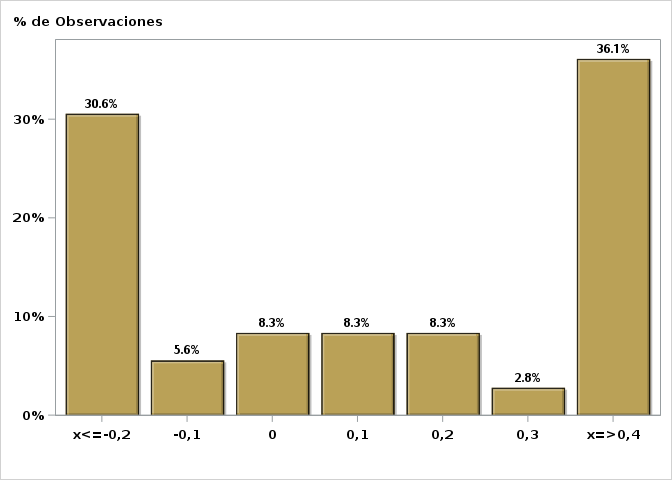 % de Observaciones
36.1%
30.6%
30%
20%
10%
8.3% 8.3% 8.3%
5.6%
2.8%
0%
x<=-0,2 -0,1 0 0,1 0,2 0,3 x=>0,4